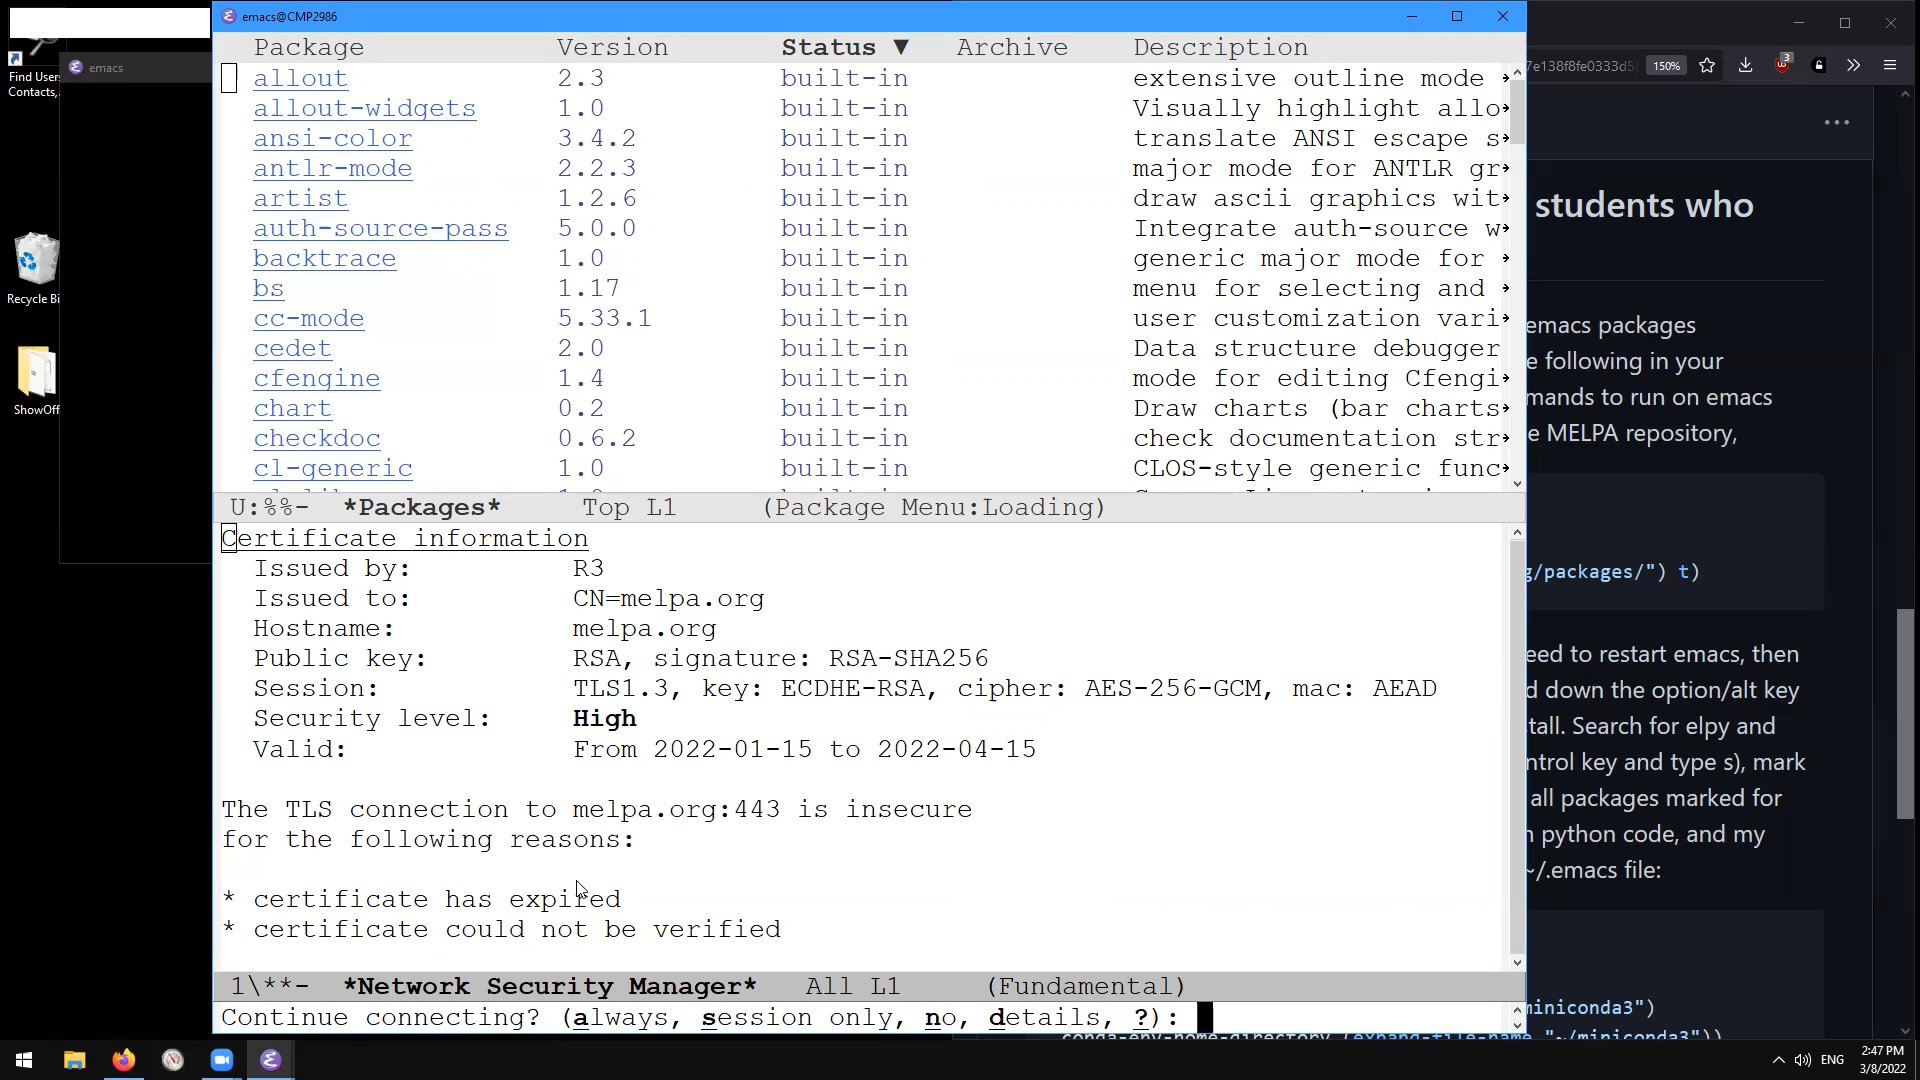 emacs@CMP2986
Package Version Status ▼ Archive Description
allout 2.3 built-in extensive outline mode
allout-widgets 1.0 built-in Visually highlight allo
ansi-color 3.4.2 built-in translate ANSI escape s
antlr-mode 2.2.3 built-in major mode for ANTLR gr
artist 1.2.6 built-in draw ascii graphics wit
auth-source-pass 5.0.0 built-in Integrate auth-source w
backtrace 1.0 built-in generic major mode for
bs 1.17 built-in menu for selecting and
cc-mode 5.33.1 built-in user customization vari
cedet 2.0 built-in Data structure debugger
cfengine 1.4 built-in mode for editing Cfengi
chart 0.2 built-in Draw charts (bar charts
checkdoc 0.6.2 built-in check documentation str
cl-generic 1.0 built-in CLOS-style generic func
U:%%- *Packages* Top L1 (Package Menu:Loading)
Certificate information
Issued by: R3
Issued to: CN=melpa.org
Hostname: melpa.org
Public key: RSA, signature: RSA-SHA256
Session: TLS1.3, key: ECDHE-RSA, cipher: AES-256-GCM, mac: AEAD
Security level: High
Valid: From 2022-01-15 to 2022-04-15
The TLS connection to melpa.org:443 is insecure
for the following reasons:
* certificate has expired
* certificate could not be verified
1\**- *Network Security Manager* All L1 (Fundamental)
Continue connecting? (always, session only, no, details, ?):
Find Users
Contacts,
emacs
Recycle Bi
ShowOff
7e138f8fe0333d5 150% 3
students who
emacs packages
e following in your
mands to run on emacs
e MELPA repository,
g/packages/") t)
eed to restart emacs, then
d down the option/alt key
tall. Search for elpy and
ntrol key and type s), mark
all packages marked for
n python code, and my
~/.emacs file:
miniconda3")
conda-env-home-directory (expand-file-name "~/miniconda3"))
ENG
2:47 PM
3/8/2022